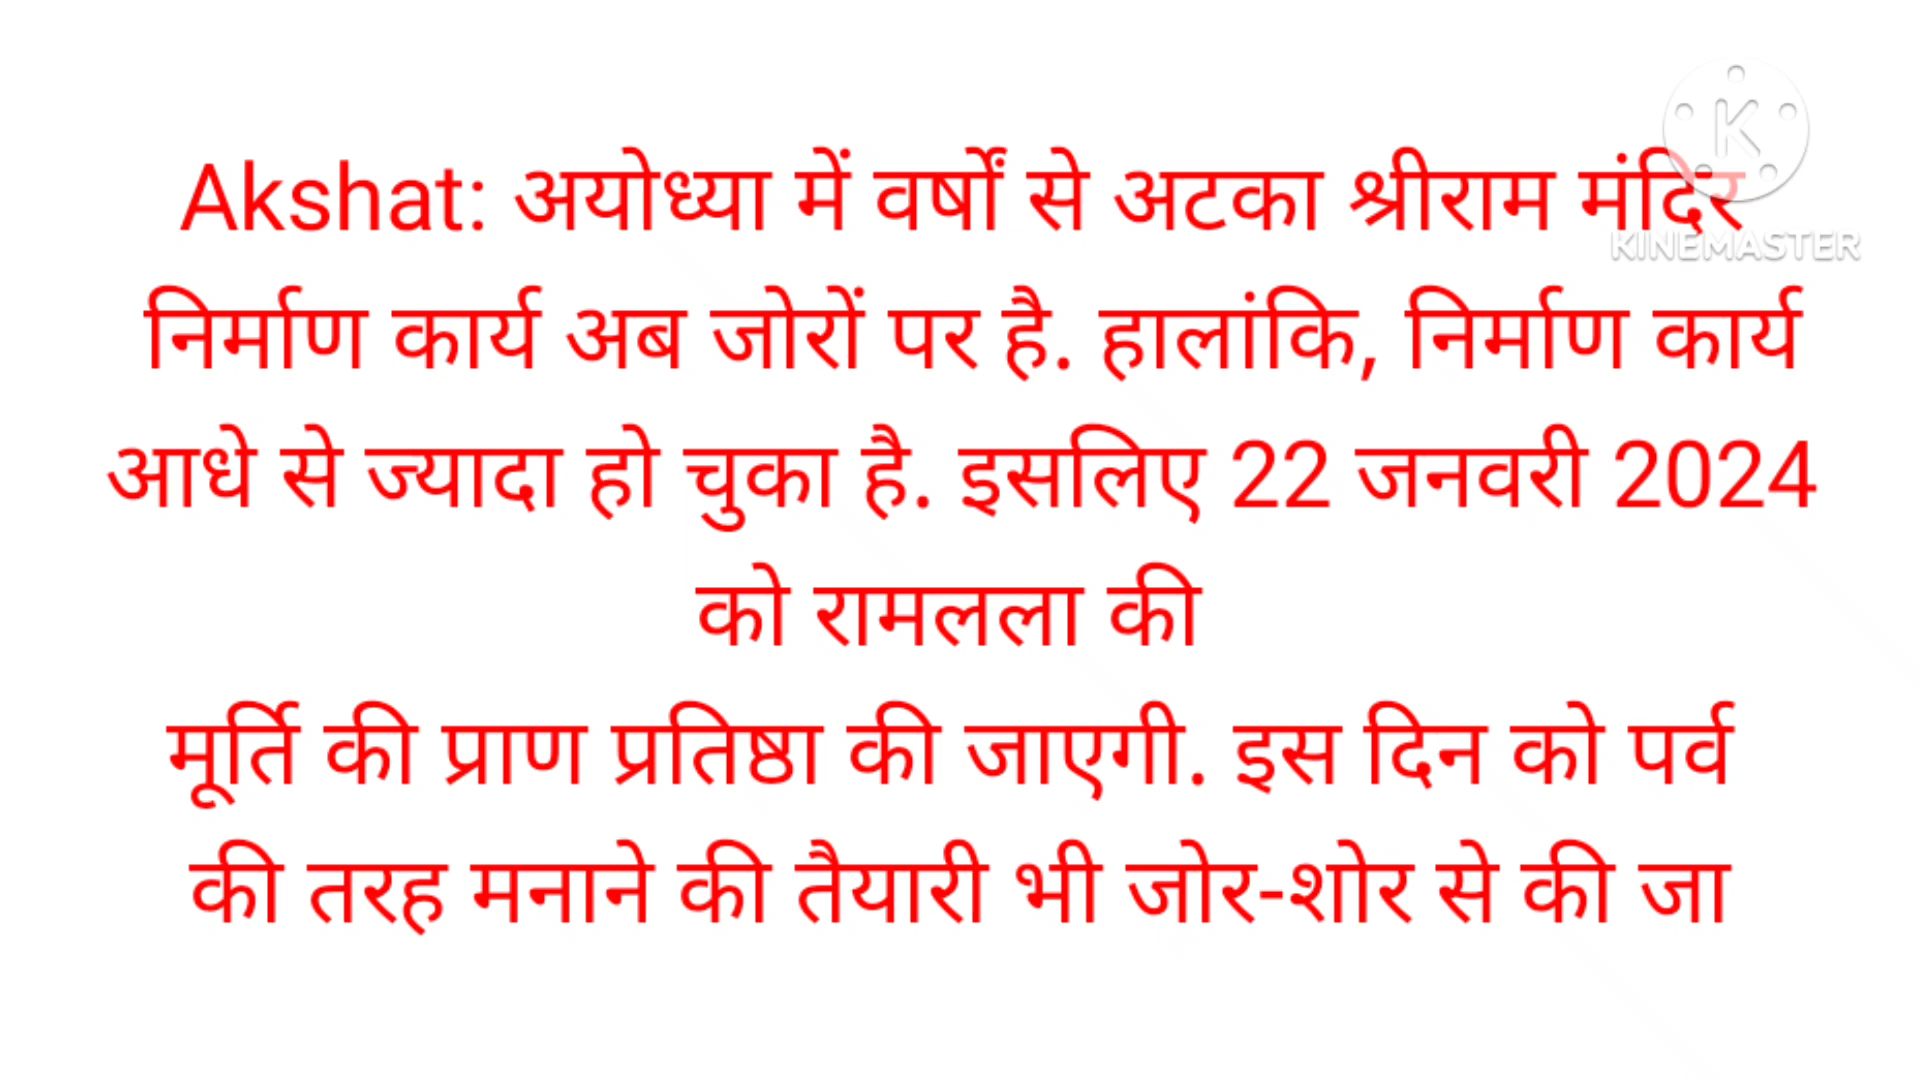 Akshat: अयोध्या में वर्षों से अटका श्रीराम मंदिर
KINEMASTER
निर्माण कार्य अब जोरों पर है. हालांकि, निर्माण कार्य
आधे से ज्यादा हो चुका है. इसलिए 22 जनवरी 2024
को रामलला की
मूर्ति की प्राण प्रतिष्ठा की जाएगी. इस दिन को पर्व
की तरह मनाने की तैयारी भी जोर-शोर से की जा